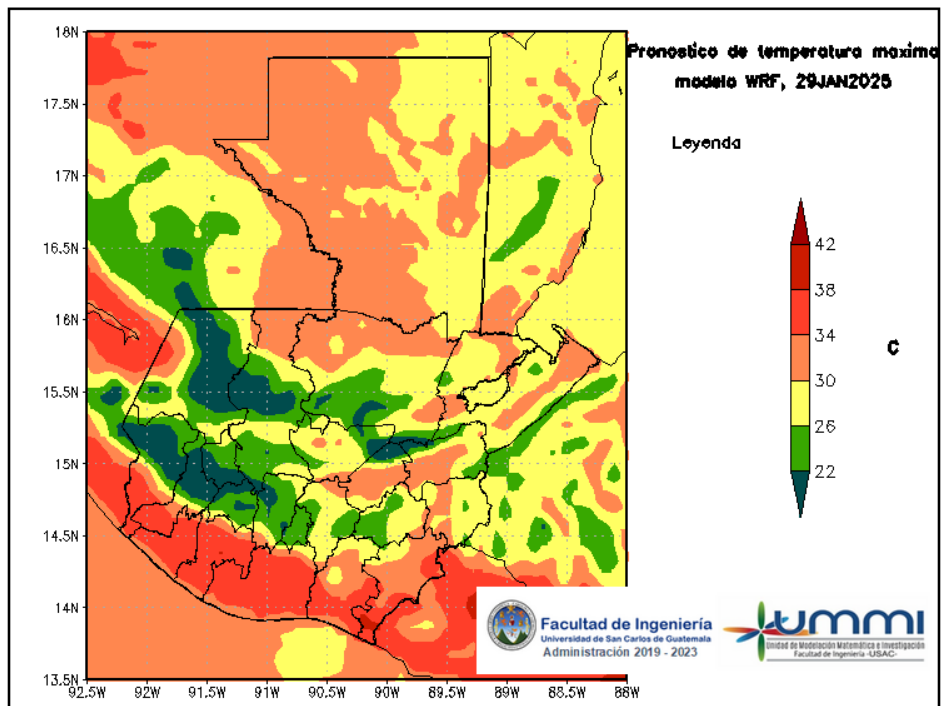 Pronostico de temperatura maxima
modelo WRF, 29JAN2025
Leyenda
18N
17.5N
17N
16.5N
16N
15.5N
15N
14.5N
14N
13.5N
92.5W
92W
91.5W
91W
90.5W
90W
89.5W
89W
88.5W
88W
42
38
34
30
26
22
C
Facultad de Ingeniería
Universidad de San Carlos de Guatemala
Administración 2019 - 2023
UMMI
Unidad de Modelación Matemática e Investigación
Facultad de Ingeniería -USAC-